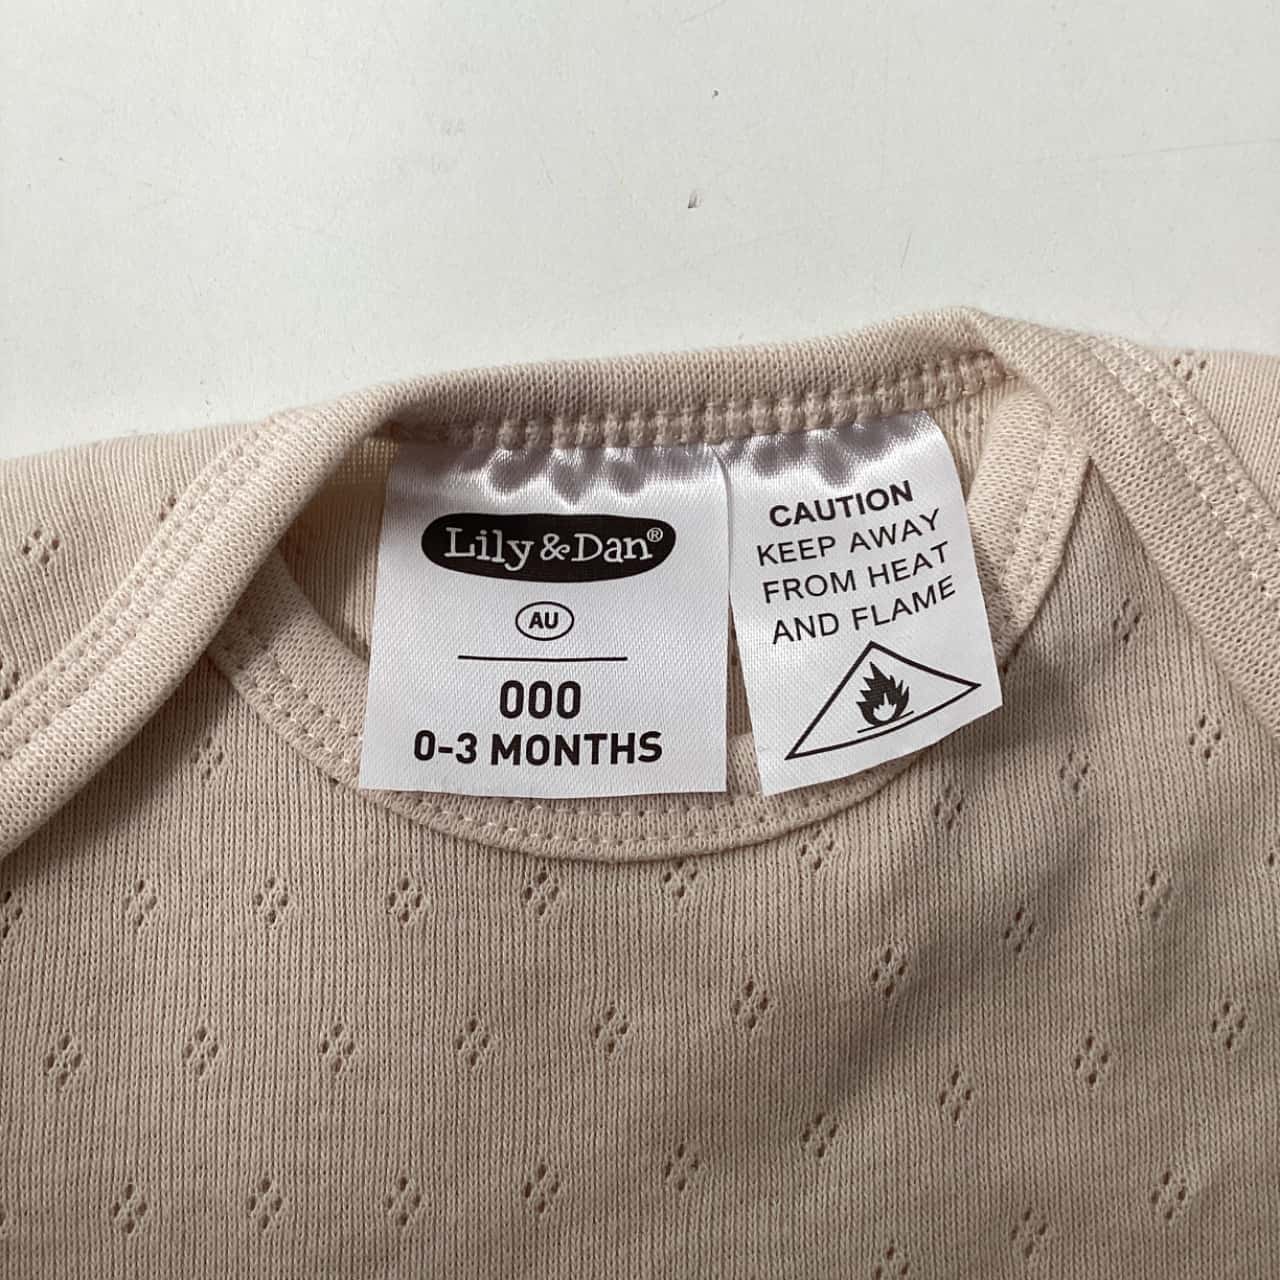 Lily & Dan®
AU
000
0-3 MONTHS
CAUTION
KEEP AWAY
FROM HEAT
AND FLAME